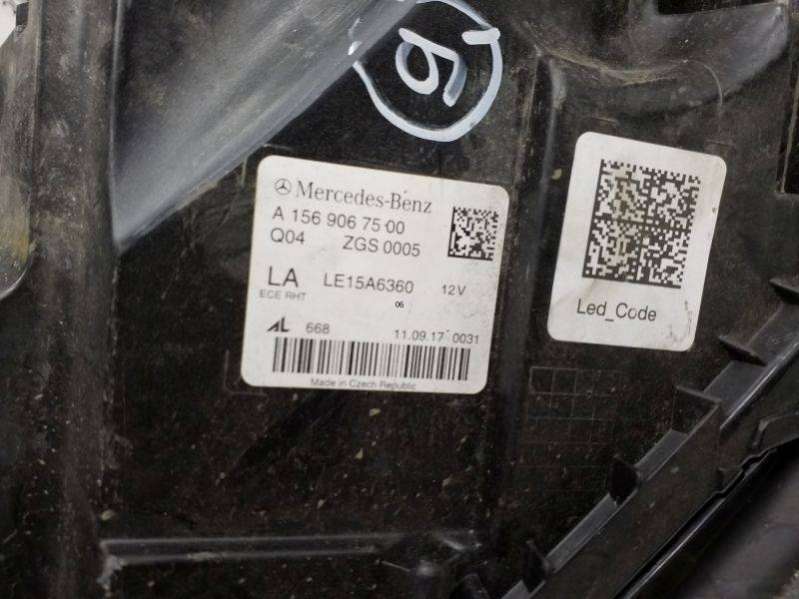 Mercedes-Benz
A 156 906 75 00
Q04 ZGS 0005
LA LE15A6360 12V
ECE RHT
06
AL 668 11.09.17 0031
Made in Czech Republic
Led_Code